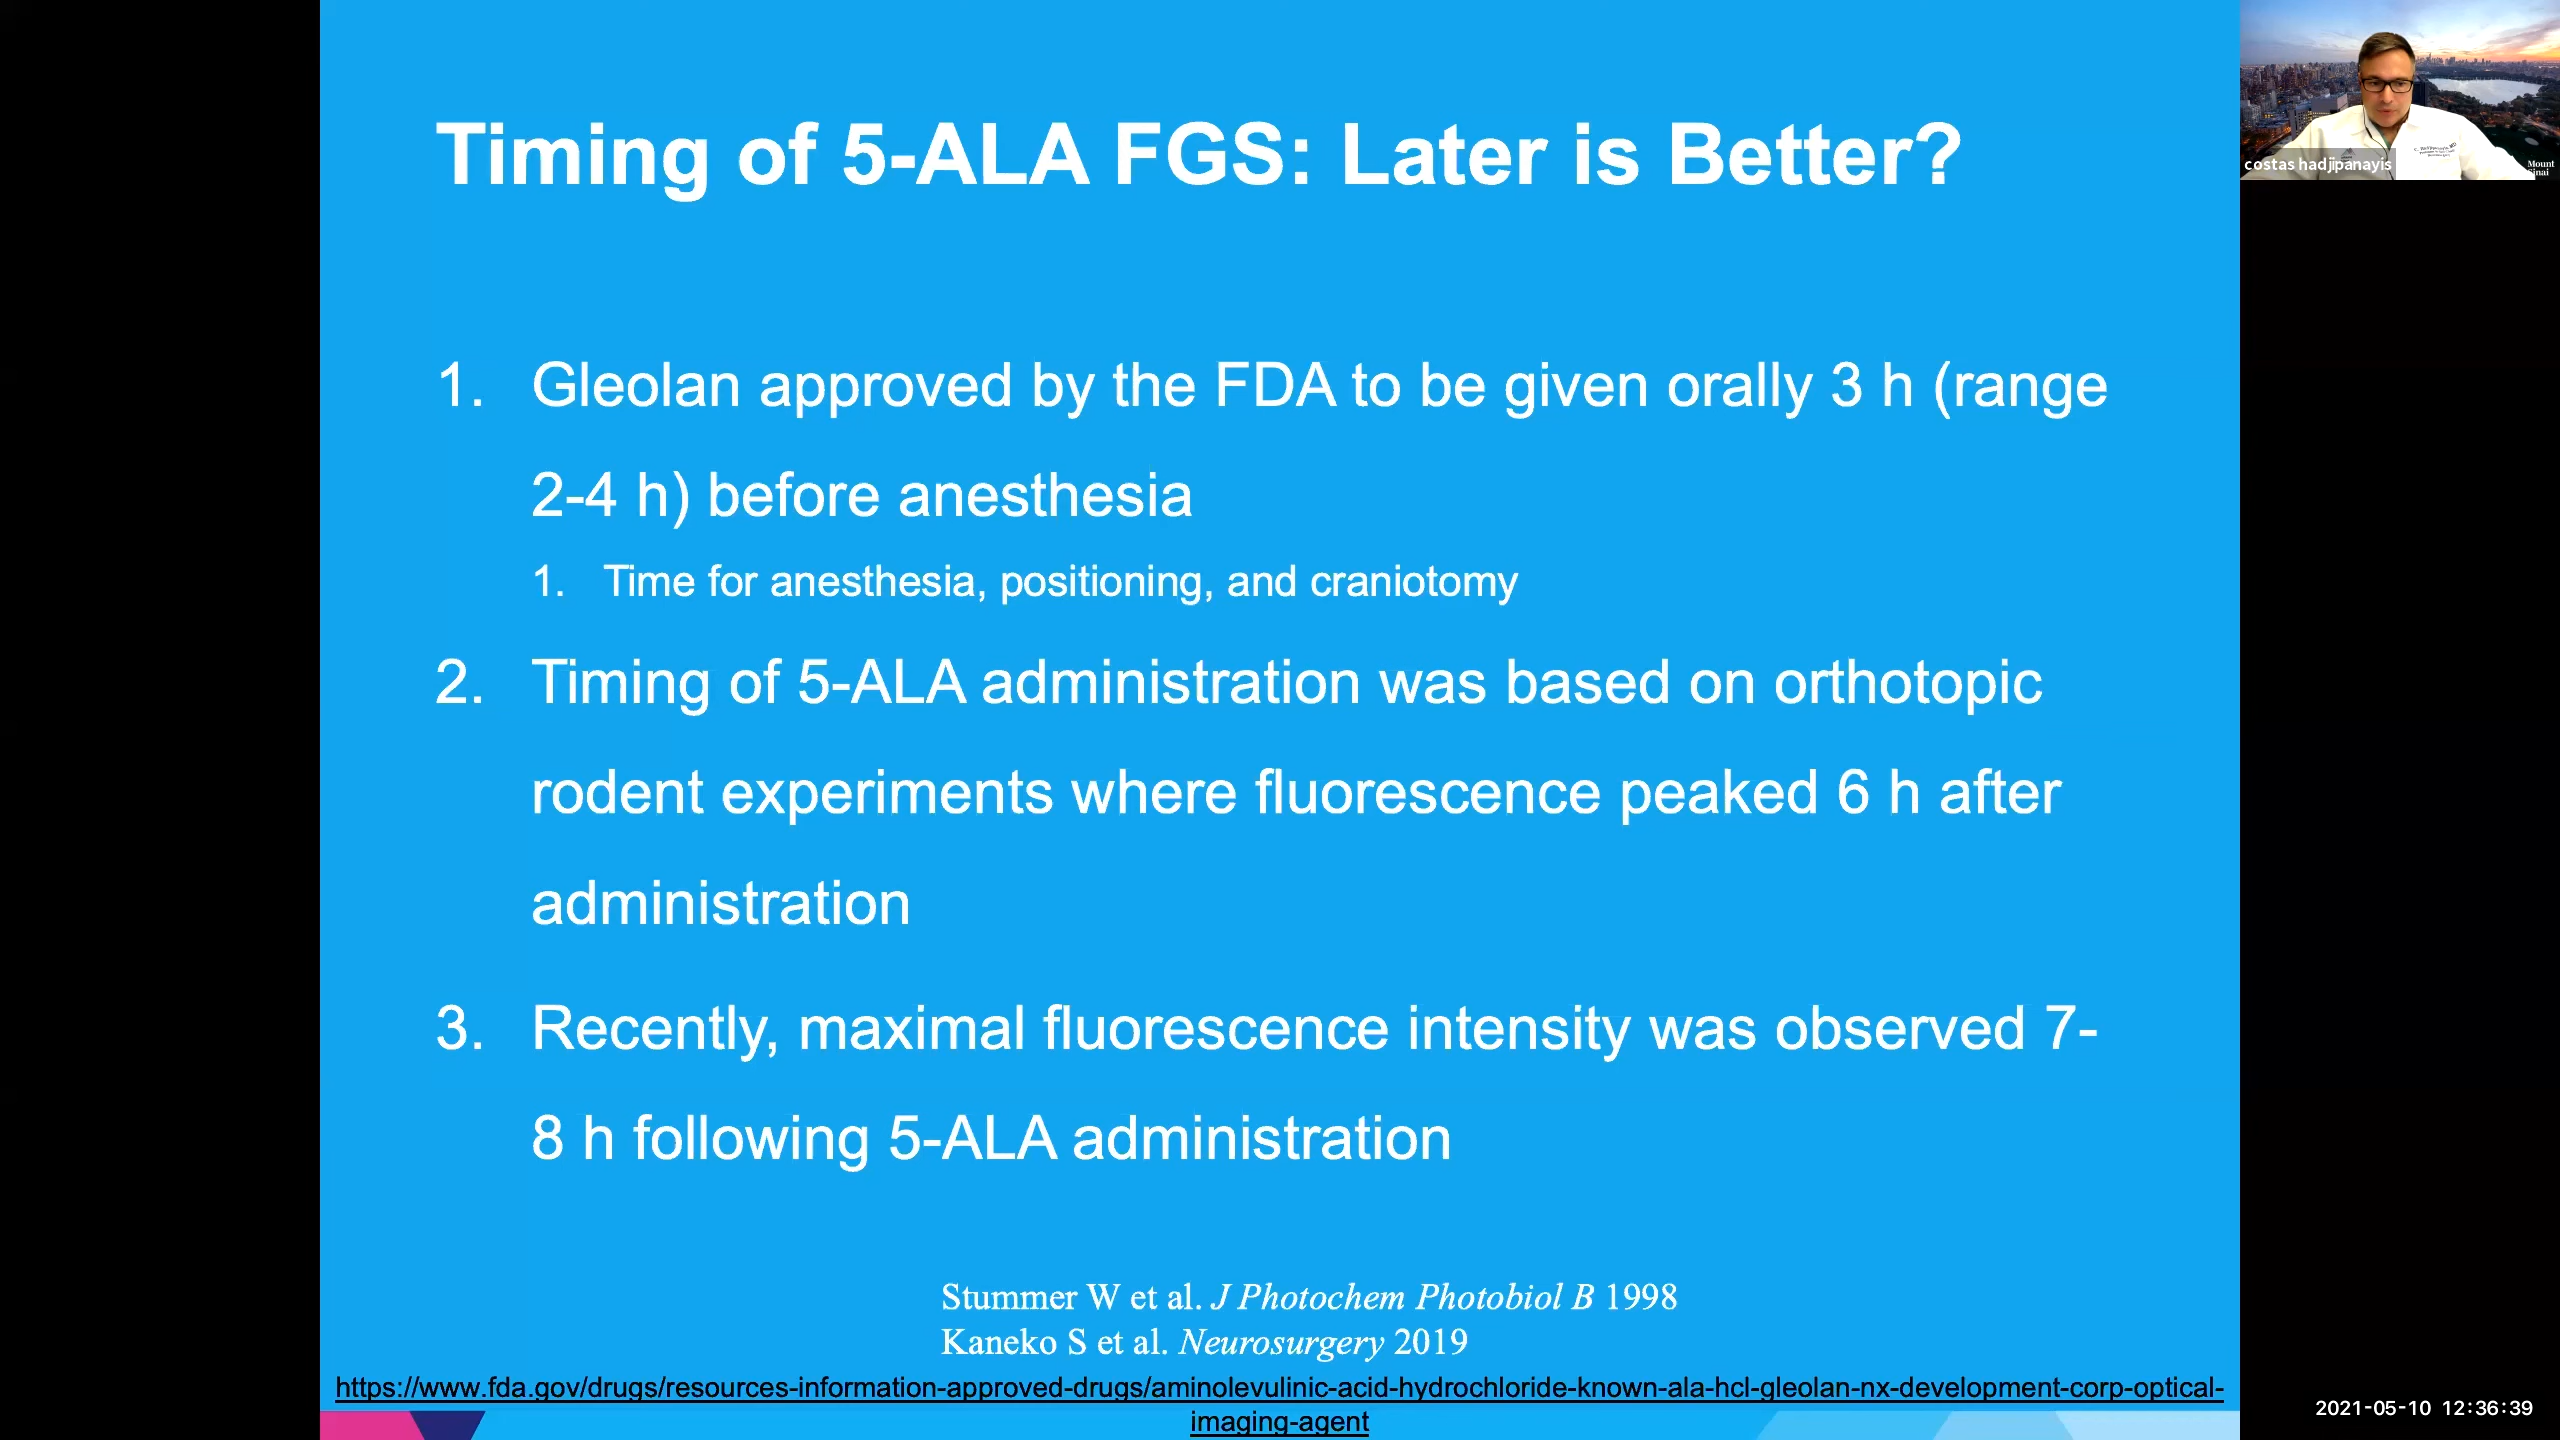 Timing of 5-ALA FGS: Later is Better?
1. Gleolan approved by the FDA to be given orally 3 h (range
2-4 h) before anesthesia
1. Time for anesthesia, positioning, and craniotomy
2. Timing of 5-ALA administration was based on orthotopic
rodent experiments where fluorescence peaked 6 h after
administration
3. Recently, maximal fluorescence intensity was observed 7-
8 h following 5-ALA administration
Stummer W et al. J Photochem Photobiol B 1998
Kaneko S et al. Neurosurgery 2019
https://www.fda.gov/drugs/resources-information-approved-drugs/aminolevulinic-acid-hydrochloride-known-ala-hcl-gleolan-nx-development-corp-optical-
imaging-agent
costas hadjipanayis
Mount
Sinai
2021-05-10 12:36:39